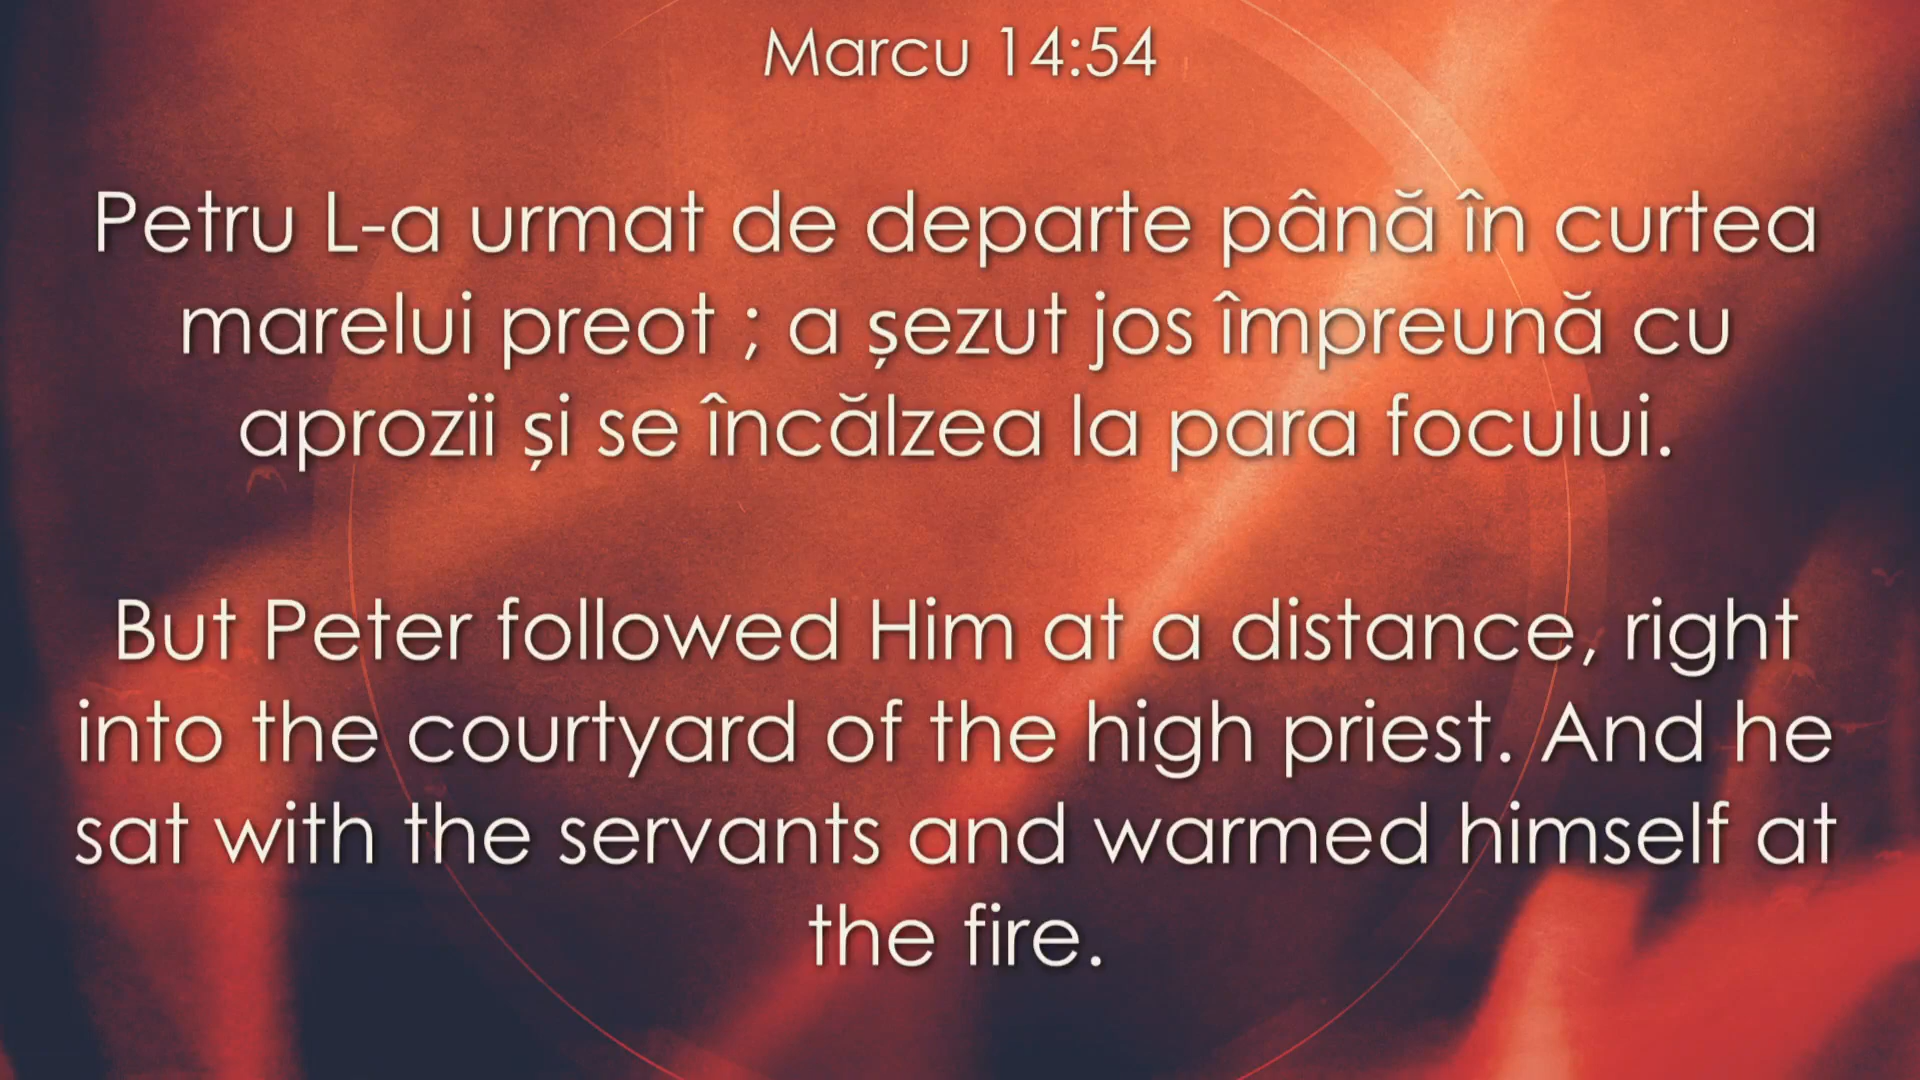 Marcu 14:54
Petru L-a urmat de departe până în curtea
marelui preot ; a șezut jos împreună cu
aprozii și se încălzea la para focului.
But Peter followed Him at a distance, right
into the courtyard of the high priest. And he
sat with the servants and warmed himself at
the fire.